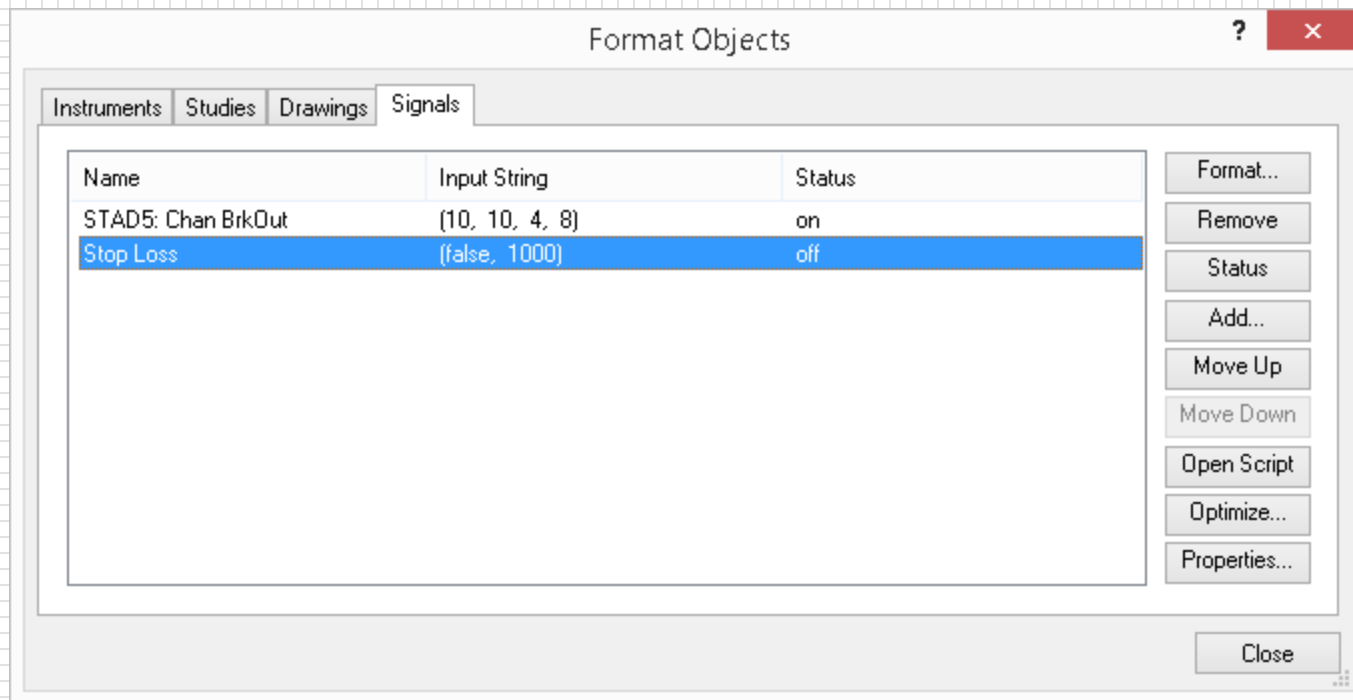 Format Objects
?
Instruments Studies Drawings Signals
Name Input String Status
STAD5: Chan BrkOut (10, 10, 4, 8) on
Stop Loss (false, 1000) off
Format...
Remove
Status
Add...
Move Up
Move Down
Open Script
Optimize...
Properties...
Close